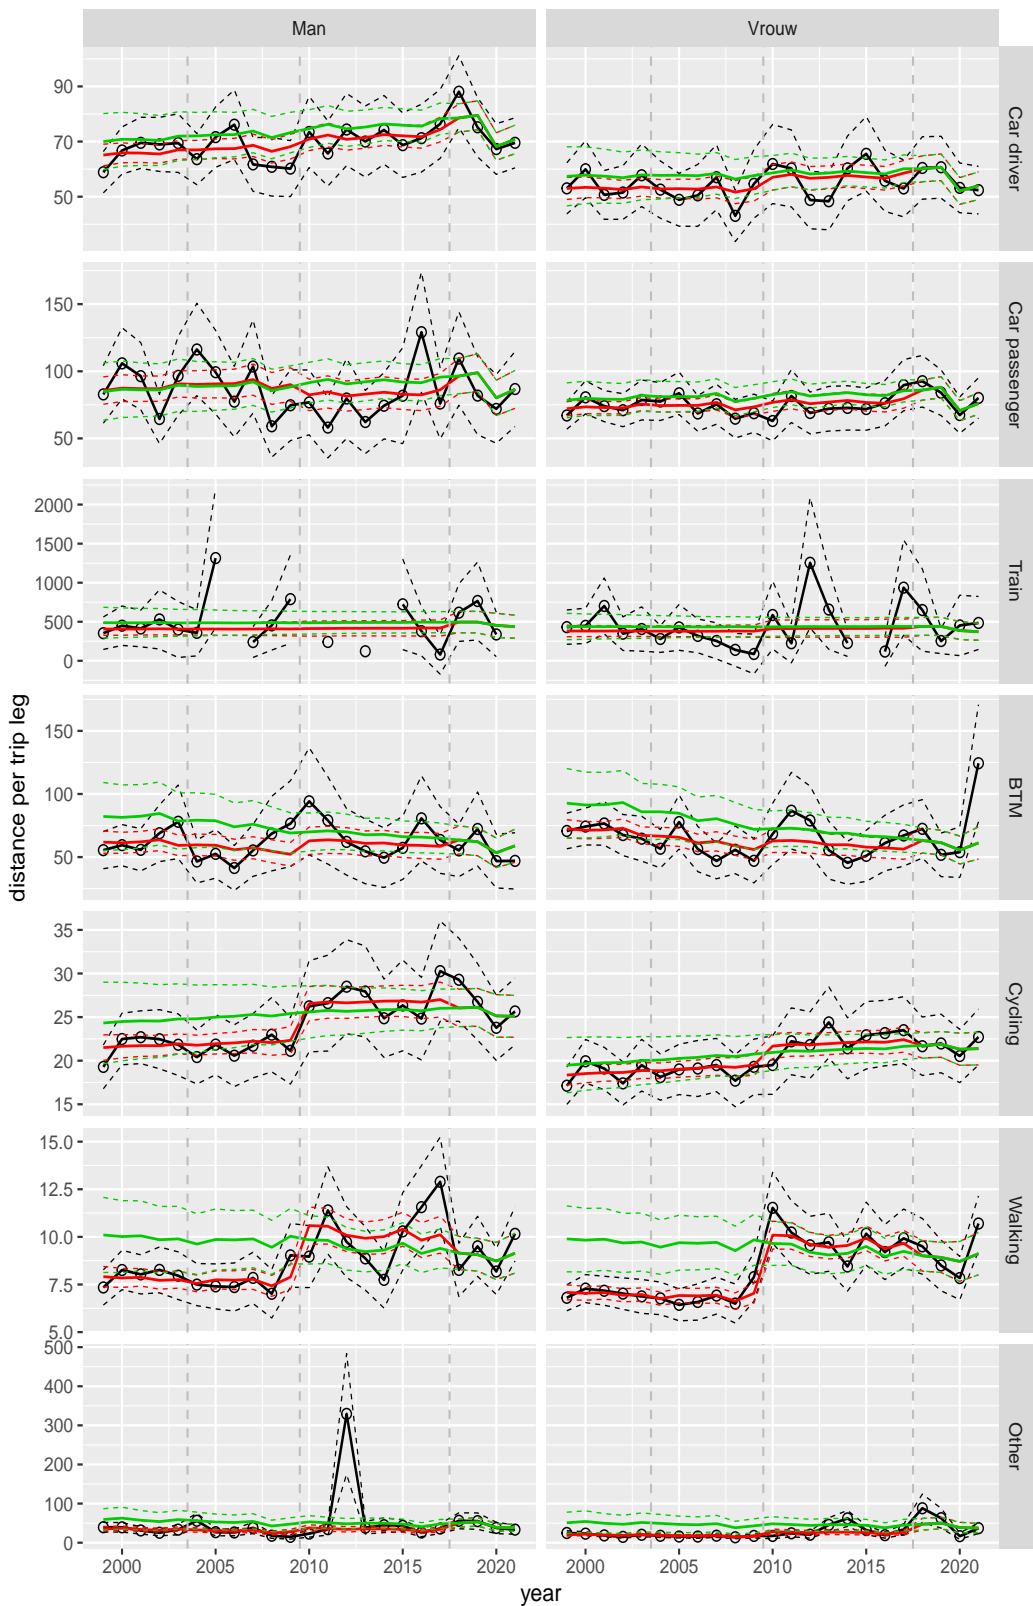 Man Vrouw
90
70
50
Car driver
150
100
50
Car passenger
2000
1500
1000
500
0
Train
150
100
50
BTM
35
30
25
20
15
Cycling
15.0
12.5
10.0
7.5
5.0
Walking
500
400
300
200
100
0
Other
2000 2005 2010 2015 2020 2000 2005 2010 2015 2020
year
distance per trip leg